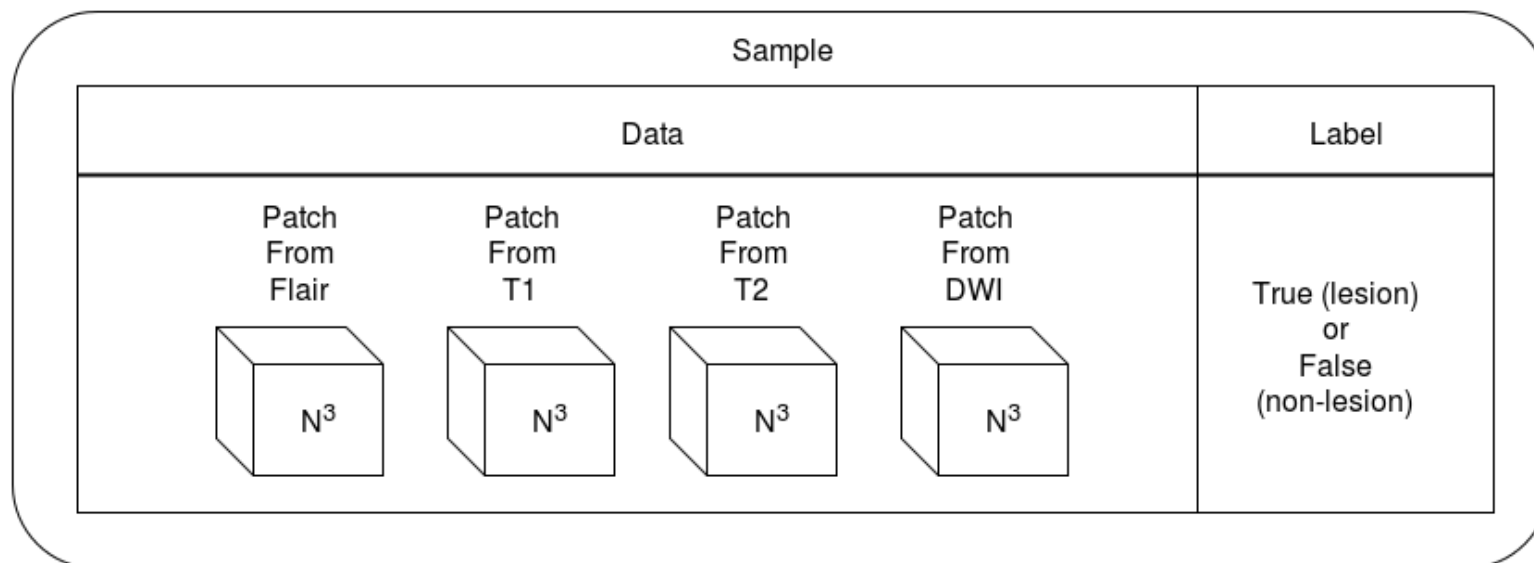 Sample
Data
Label
Patch
From
Flair
Patch
From
T1
Patch
From
T2
Patch
From
DWI
N³
N³
N³
N³
True (lesion)
or
False
(non-lesion)